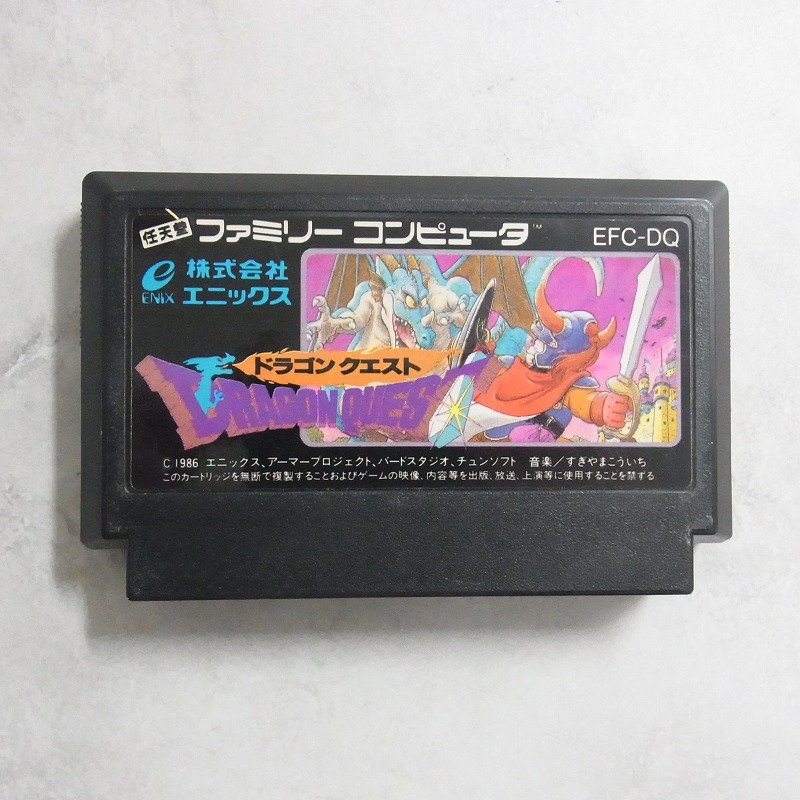 任天堂 ファミリー コンピュータ™ EFC-DQ
e 株式会社
ENIX エニックス
ドラゴン クエスト
DRAGON QUEST
C 1986 エニックス、アーマープロジェクト、バードスタジオ、チュンソフト 音楽／すぎやまこういち
このカートリッジを無断で複製することおよびゲームの映像、内容等を出版、放送、上演等に使用することを禁ずる